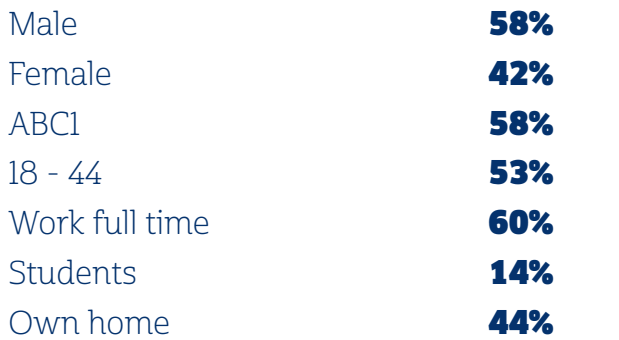 Male 58%
Female 42%
ABC1 58%
18 - 44 53%
Work full time 60%
Students 14%
Own home 44%